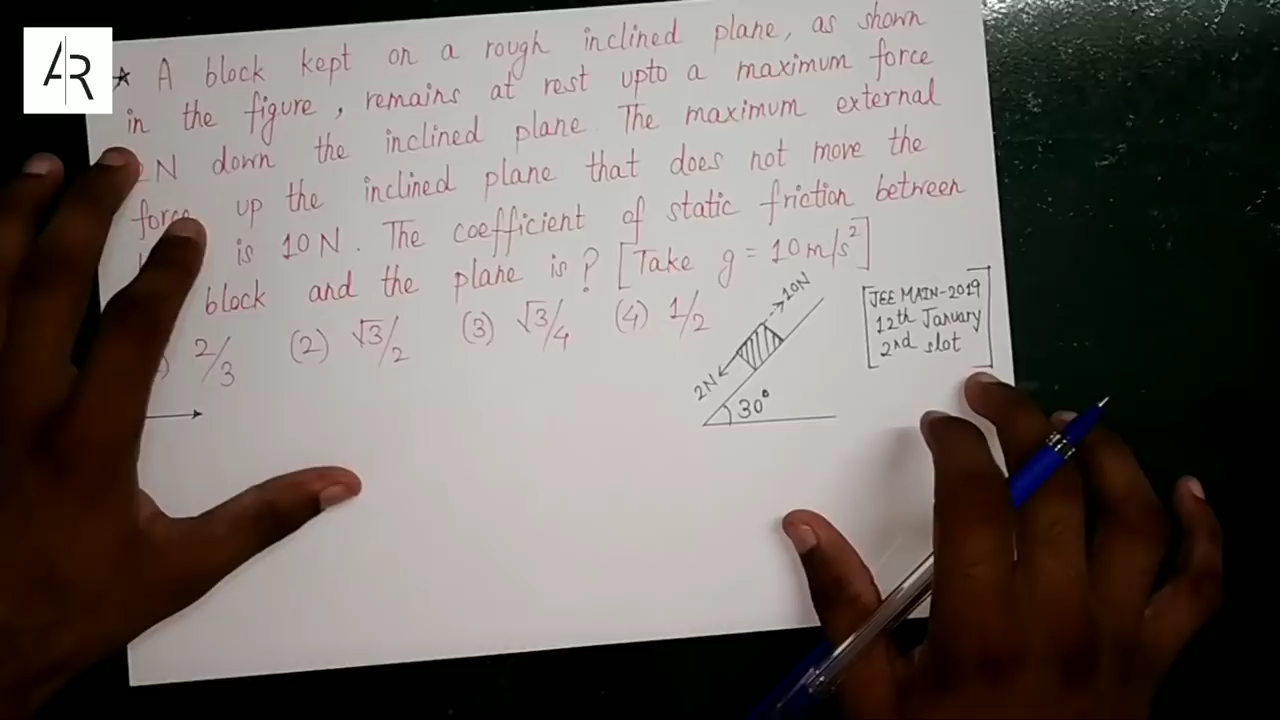 AR
★ A block kept on a rough inclined plane, as shown
in the figure, remains at rest upto a maximum force
2N down the inclined plane. The maximum external
force up the inclined plane that does not move the
is 10N. The coefficient of static friction between
block and the plane is? [Take g = 10 m/s²]
2/3 (2) √3/2 (3) √3/4 (4) 1/2
10N
2N
30°
[JEE MAIN-2019
12th January
2nd slot]